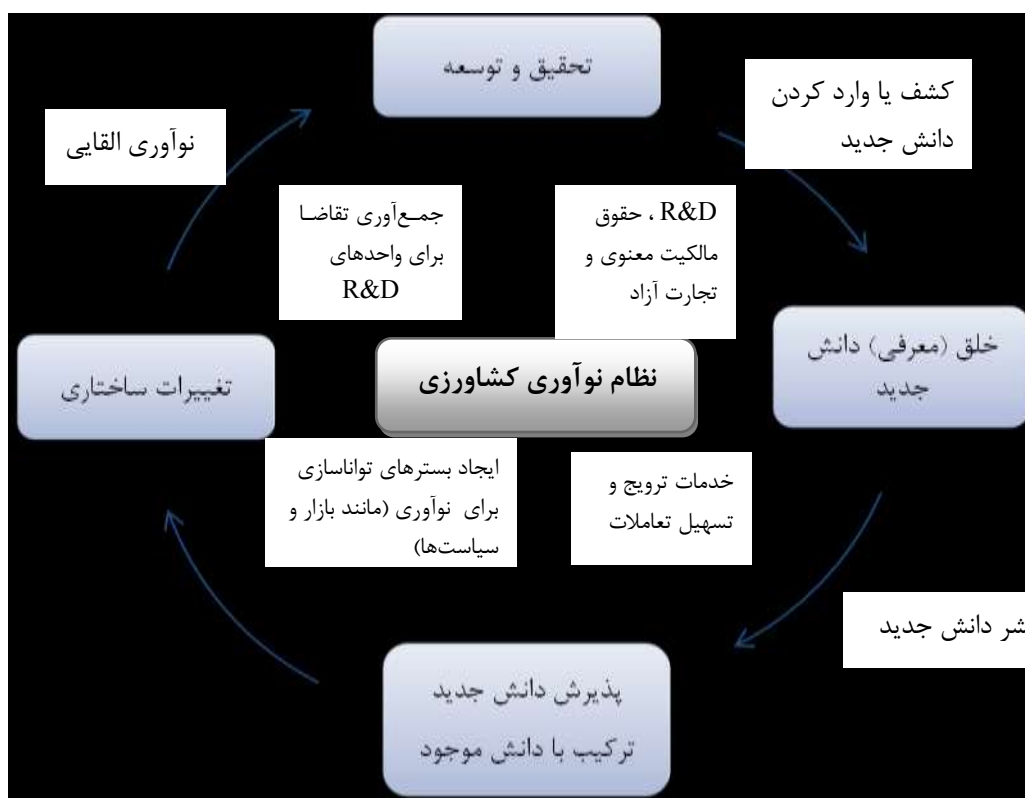 تحقیق و توسعه
کشف یا وارد کردن
دانش جدید
نوآوری القایی
جمع‌آوری تقاضا
برای واحدهای
R&D
R&D ، حقوق
مالکیت معنوی و
تجارت آزاد
خلق (معرفی) دانش
جدید
نظام نوآوری کشاورزی
تغییرات ساختاری
ایجاد بسترهای تواناسازی
برای نوآوری (مانند بازار و
سیاست‌ها)
خدمات ترویج و
تسهیل تعاملات
شر دانش جدید
پذیرش دانش جدید
ترکیب با دانش موجود